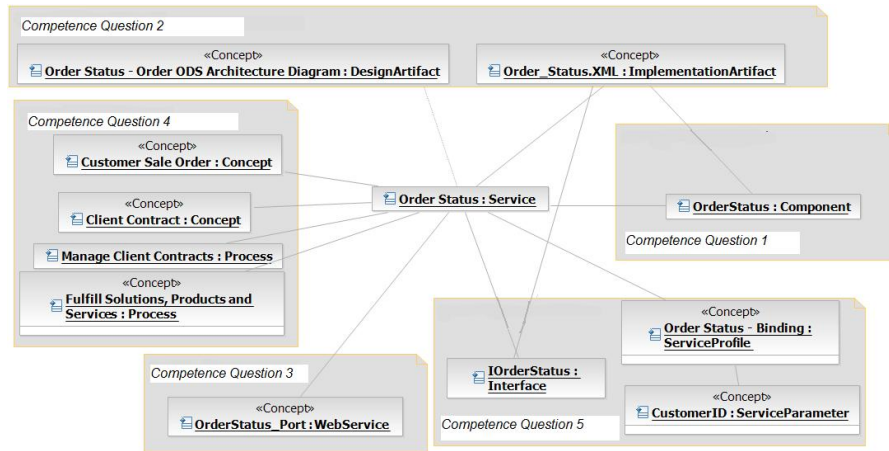 Competence Question 2
«Concept»
Order Status - Order ODS Architecture Diagram : DesignArtifact
«Concept»
Order_Status.XML : ImplementationArtifact
Competence Question 4
«Concept»
Customer Sale Order : Concept
«Concept»
Client Contract : Concept
Manage Client Contracts : Process
«Concept»
Fulfill Solutions, Products and
Services : Process
Order Status : Service
OrderStatus : Component
Competence Question 1
Competence Question 3
«Concept»
OrderStatus_Port : WebService
«Concept»
Order Status - Binding :
ServiceProfile
IOrderStatus :
Interface
«Concept»
CustomerID : ServiceParameter
Competence Question 5